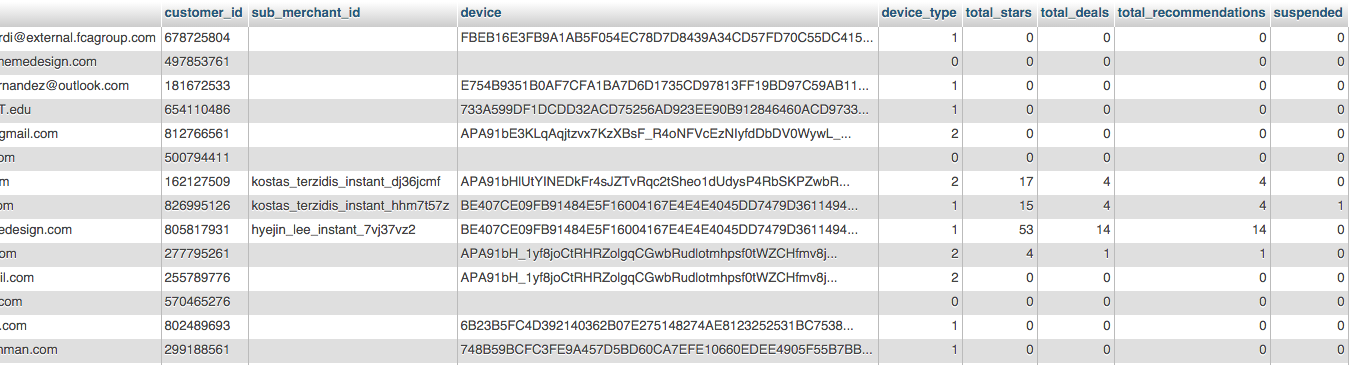 customer_id sub_merchant_id device device_type total_stars total_deals total_recommendations suspended
rdi@external.fcagroup.com 678725804 FBEB16E3FB9A1AB5F054EC78D7D8439A34CD57FD70C55DC415... 1 0 0 0 0
nemedesign.com 497853761 0 0 0 0 0
rnandez@outlook.com 181672533 E754B9351B0AF7CFA1BA7D6D1735CD97813FF19BD97C59AB11... 1 0 0 0 0
T.edu 654110486 733A599DF1DCDD32ACD75256AD923EE90B912846460ACD9733... 1 0 0 0 0
gmail.com 812766561 APA91bE3KLqAqjtzvx7KzXBsF_R4oNFVcEzNIyfdDbDV0WywL_... 2 0 0 0 0
om 500794411 0 0 0 0 0
m 162127509 kostas_terzidis_instant_dj36jcmf APA91bHlUtYINEDkFr4sJZTvRqc2tSheo1dUdysP4RbSKPZwbR... 2 17 4 4 0
om 826995126 kostas_terzidis_instant_hhm7t57z BE407CE09FB91484E5F16004167E4E4E4045DD7479D3611494... 1 15 4 4 1
edesign.com 805817931 hyejin_lee_instant_7vj37vz2 BE407CE09FB91484E5F16004167E4E4E4045DD7479D3611494... 1 53 14 14 0
.com 277795261 APA91bH_1yf8joCtRHRZolgqCGwbRudlotmhpsf0tWZCHfmv8j... 2 4 1 1 0
il.com 255789776 APA91bH_1yf8joCtRHRZolgqCGwbRudlotmhpsf0tWZCHfmv8j... 2 0 0 0 0
.com 570465276 0 0 0 0 0
.com 802489693 6B23B5FC4D392140362B07E275148274AE8123252531BC7538... 1 0 0 0 0
nman.com 299188561 748B59BCFC3FE9A457D5BD60CA7EFE10660EDEE4905F55B7BB... 1 0 0 0 0